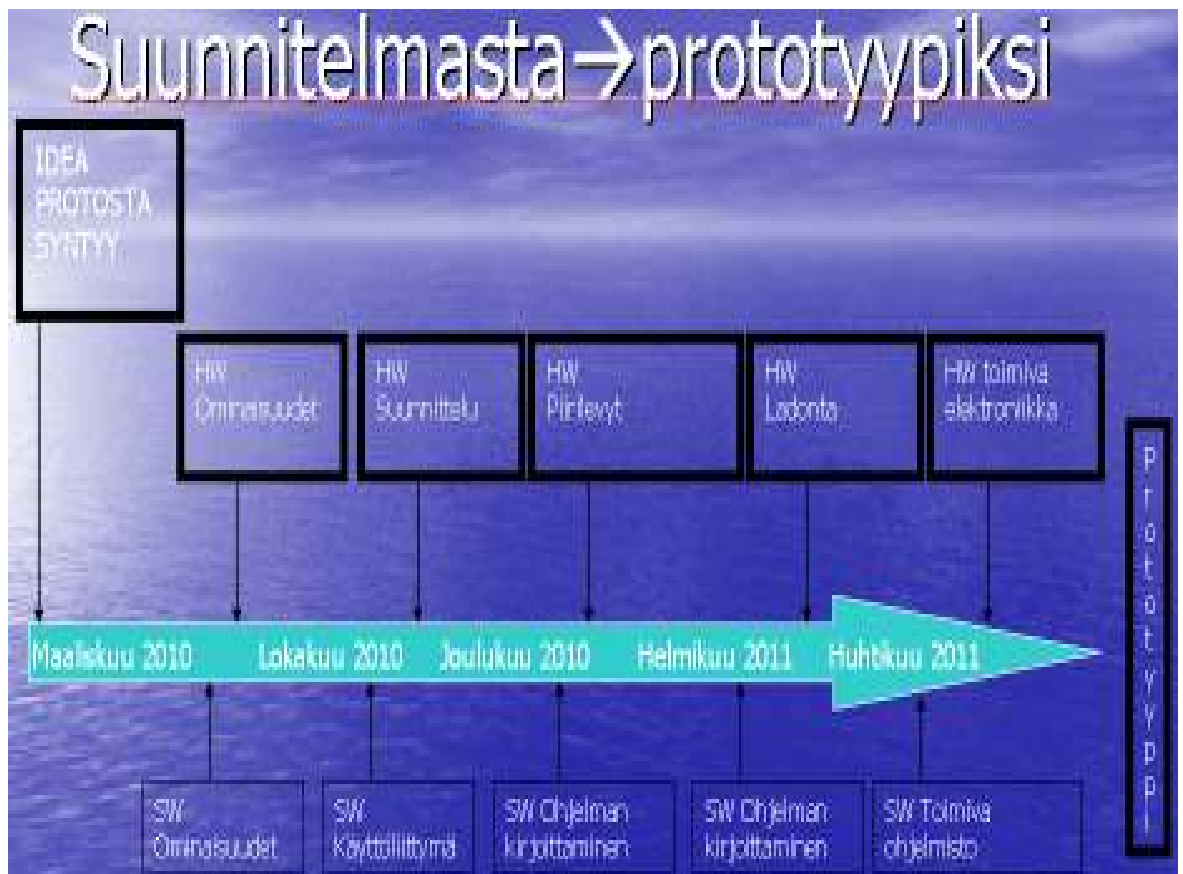 Suunnitelmasta→prototyypiksi
IDEA
PROTOSTA
SYNTYY
HW
Ominaisuudet
HW
Suunnittelu
HW
Piirilevyt
HW
Ladonta
HW toimiva
elektroniikka
Maaliskuu 2010
Lokakuu 2010
Joulukuu 2010
Helmikuu 2011
Huhtikuu 2011
SW
Ominaisuudet
SW
Käyttöliittymä
SW Ohjelman
kirjoittaminen
SW Ohjelman
kirjoittaminen
SW Toimiva
ohjelmisto
Prototyyppi